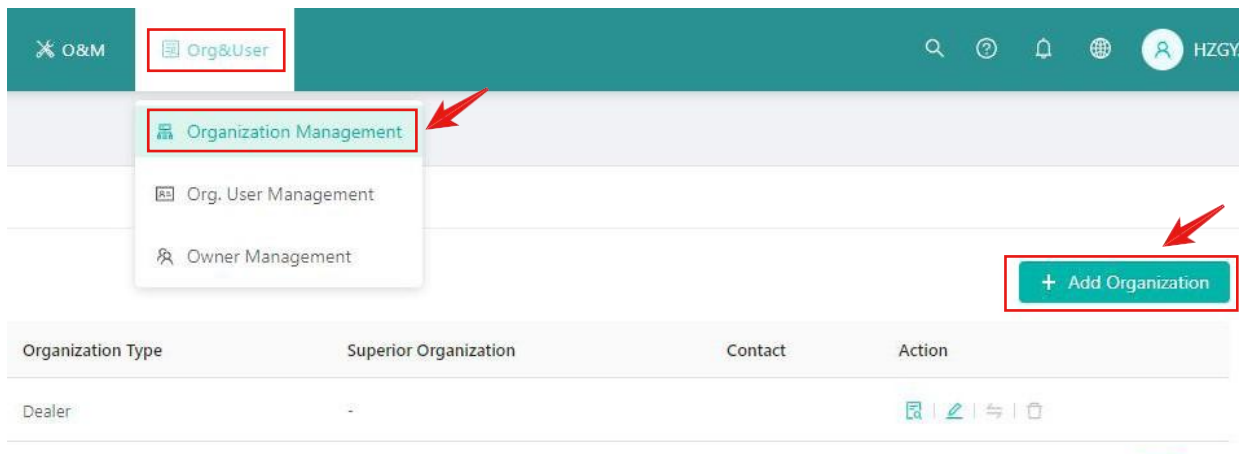 O&M Org&User HZGY
Organization Management
Org. User Management
Owner Management
+ Add Organization
Organization Type Superior Organization Contact Action
Dealer -